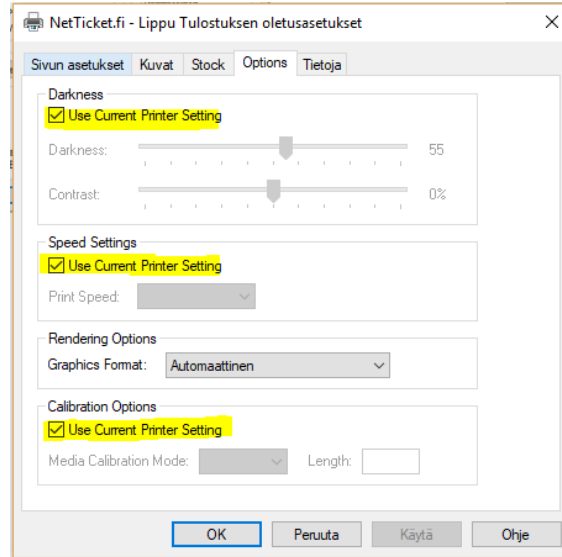 NetTicket.fi - Lippu Tulostuksen oletusasetukset
Sivun asetukset Kuvat Stock Options Tietoja
Darkness
Use Current Printer Setting
Darkness: 55
Contrast: 0%
Speed Settings
Use Current Printer Setting
Print Speed:
Rendering Options
Graphics Format: Automaattinen
Calibration Options
Use Current Printer Setting
Media Calibration Mode: Length:
OK Peruuta Käytä Ohje